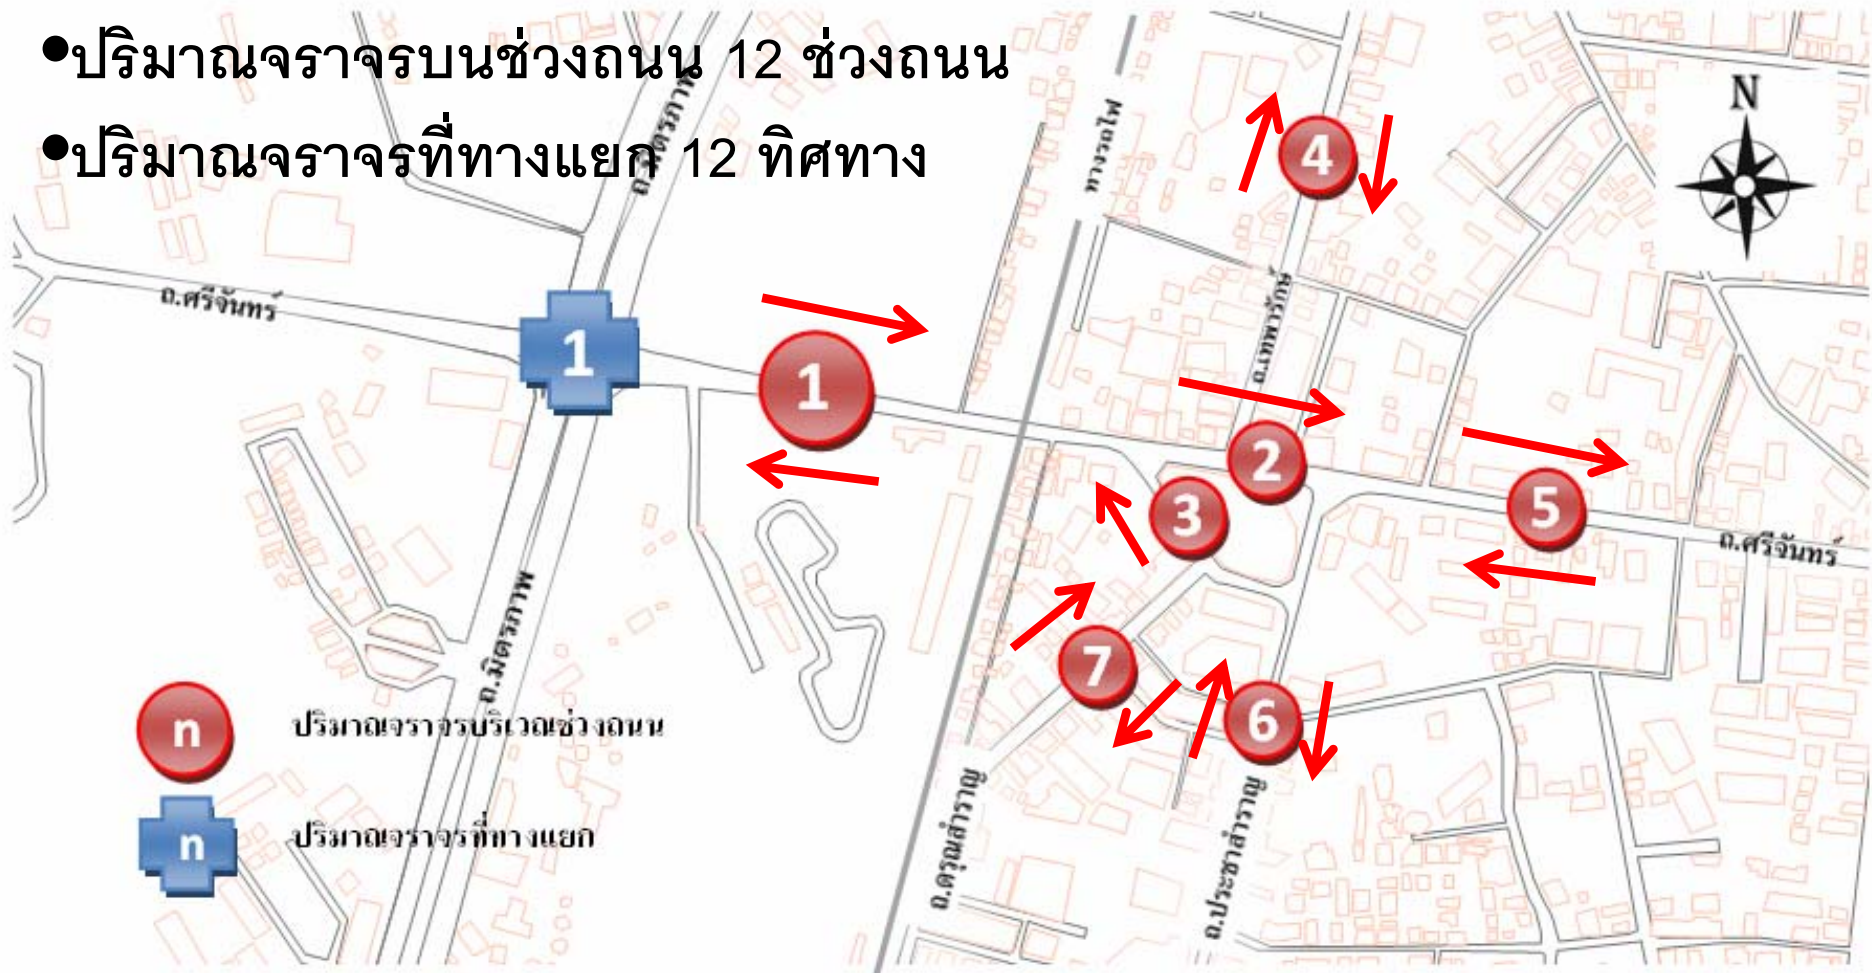 •ปริมาณจราจรบนช่วงถนน 12 ช่วงถนน
•ปริมาณจราจรที่ทางแยก 12 ทิศทาง
N
ถ.มิตรภาพ
ทางรถไฟ
4
ถ.ศรีจันทร์
ถ.เทพารักษ์
1
1
2
3
5
ถ.ศรีจันทร์
ถ.มิตรภาพ
7
6
n
ปริมาณจราจรบริเวณช่วงถนน
n
ปริมาณจราจรที่ทางแยก
ถ.ดรุณสำราญ
ถ.ประชาสำราญ